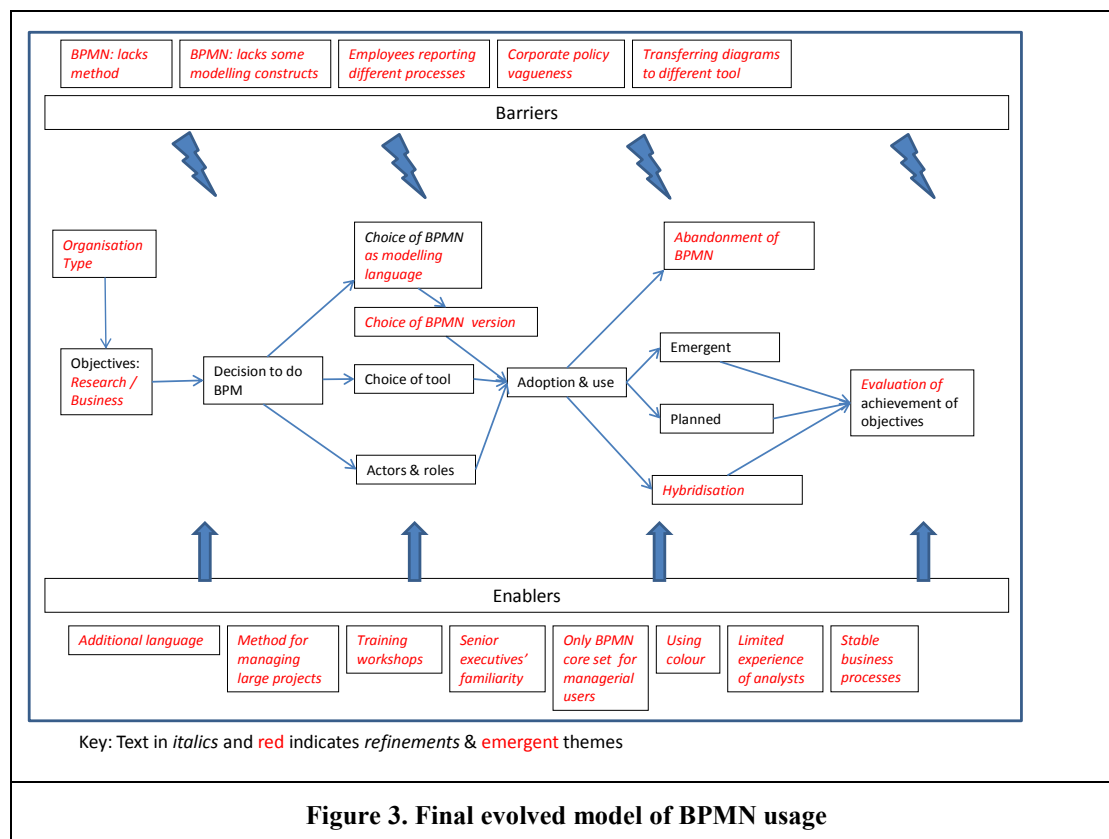 BPMN: lacks
method
BPMN: lacks some
modelling constructs
Employees reporting
different processes
Corporate policy
vagueness
Transferring diagrams
to different tool
Barriers
Organisation
Type
Choice of BPMN
as modelling
language
Abandonment of
BPMN
Choice of BPMN version
Objectives:
Research /
Business
Decision to do
BPM
Choice of tool
Adoption & use
Emergent
Planned
Evaluation of
achievement of
objectives
Actors & roles
Hybridisation
Enablers
Additional language
Method for
managing
large projects
Training
workshops
Senior
executives’
familiarity
Only BPMN
core set for
managerial
users
Using
colour
Limited
experience
of analysts
Stable
business
processes
Key: Text in italics and red indicates refinements & emergent themes
Figure 3. Final evolved model of BPMN usage